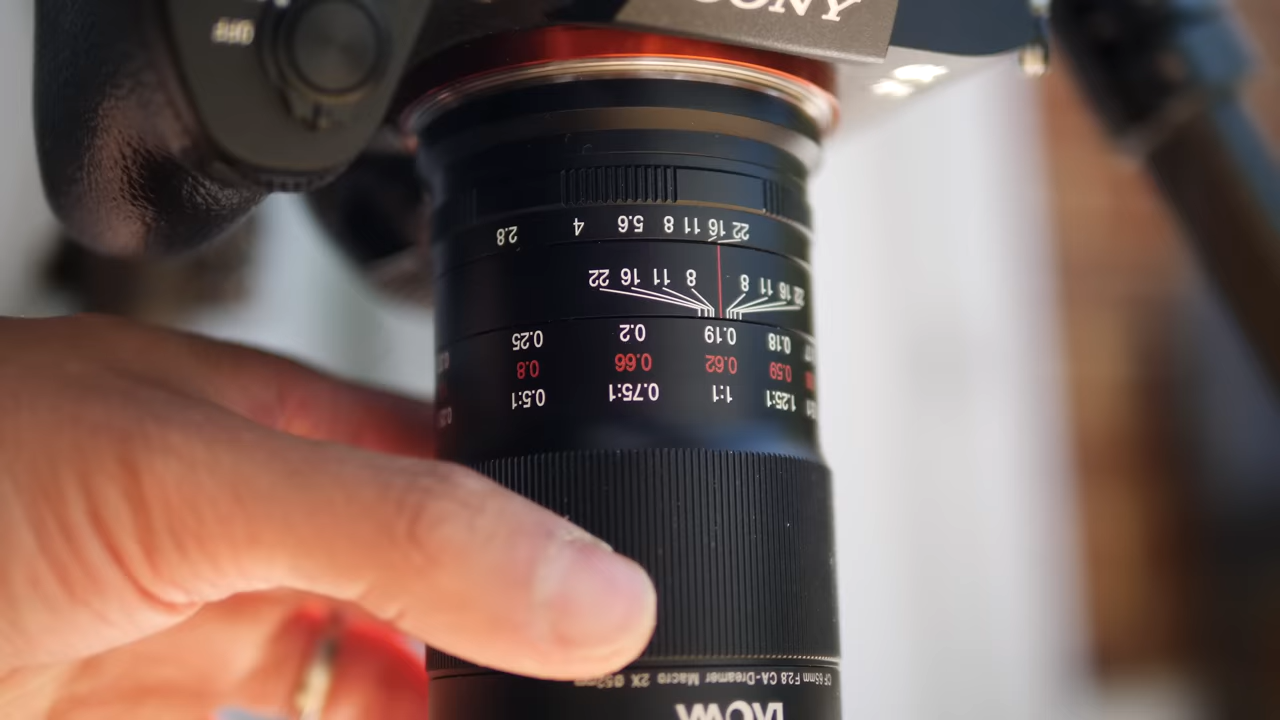 CF 65mm F2.8 CA-Dreamer Macro 2X ø52mm
1.25:1 1:1 0.75:1 0.5:1
0.59 0.62 0.66 0.8
0.18 0.19 0.2 0.25
22 16 11 8 8 11 16 22
22 16 11 8 5.6 4 2.8
SONY
OFF